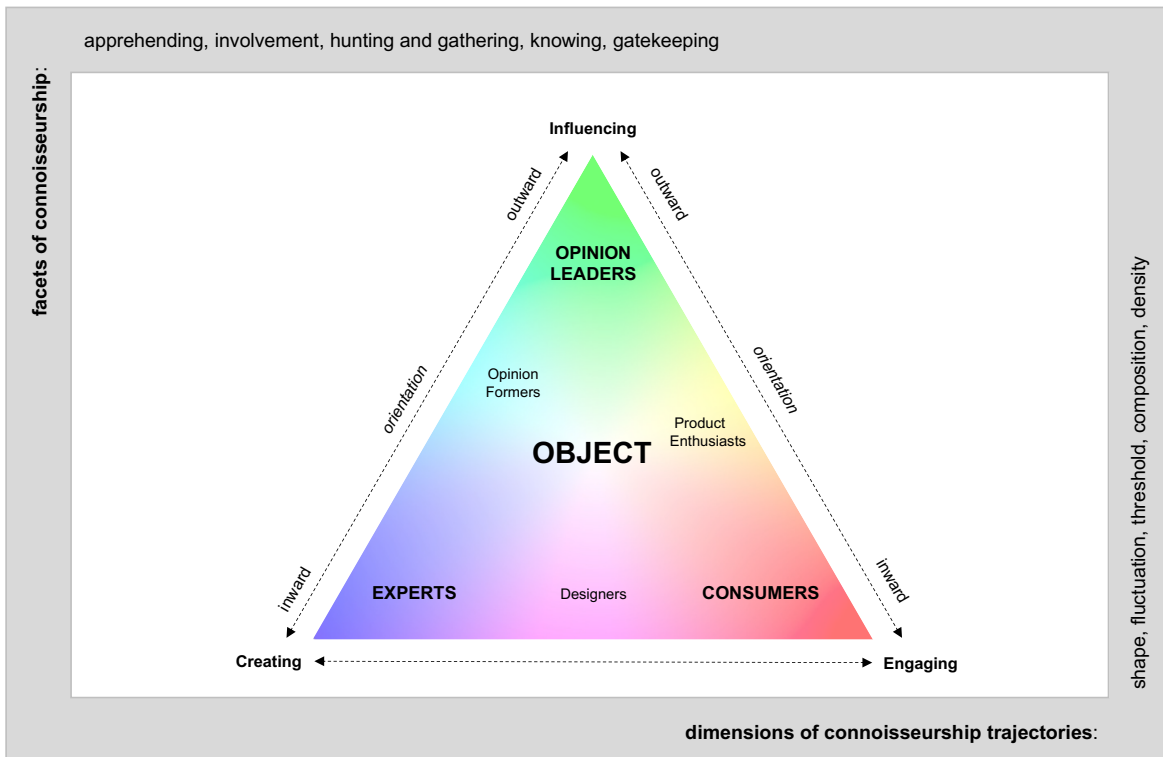 apprehending, involvement, hunting and gathering, knowing, gatekeeping
facets of connoisseurship:
Influencing
outward
outward
OPINION
LEADERS
orientation
orientation
Opinion
Formers
Product
Enthusiasts
OBJECT
inward
inward
EXPERTS
Designers
CONSUMERS
Creating
Engaging
shape, fluctuation, threshold, composition, density
dimensions of connoisseurship trajectories: